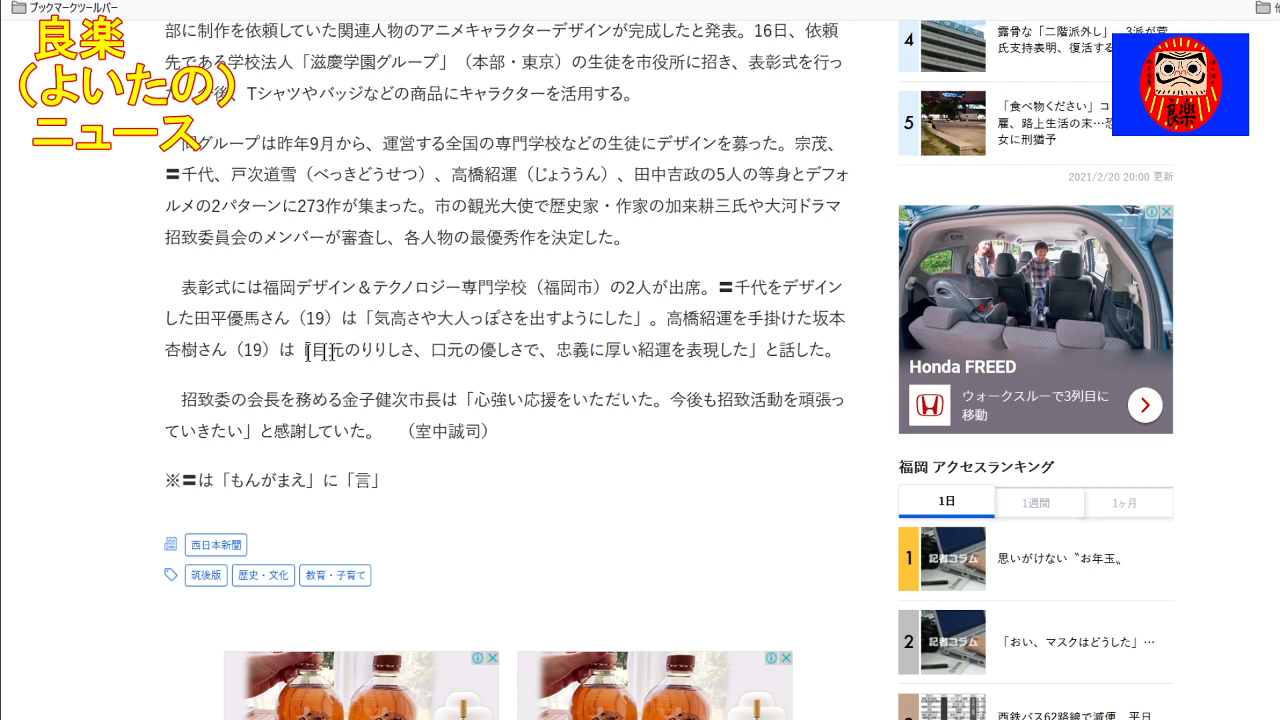 ブックマークツールバー
部に制作を依頼していた関連人物のアニメキャラクターデザインが完成したと発表。16日、依頼
先である学校法人「滋慶学園グループ」（本部・東京）の生徒を市役所に招き、表彰式を行っ
後、Tシャツやバッジなどの商品にキャラクターを活用する。
グループは昨年9月から、運営する全国の専門学校などの生徒にデザインを募った。宗茂、
〓千代、戸次道雪（べっきどうせつ）、高橋紹運（じょううん）、田中吉政の5人の等身とデフォ
ルメの2パターンに273作が集まった。市の観光大使で歴史家・作家の加来耕三氏や大河ドラマ
招致委員会のメンバーが審査し、各人物の最優秀作を決定した。
表彰式には福岡デザイン＆テクノロジー専門学校（福岡市）の2人が出席。〓千代をデザイン
した田平優馬さん（19）は「気高さや大人っぽさを出すようにした」。高橋紹運を手掛けた坂本
杏樹さん（19）は「目元のりりしさ、口元の優しさで、忠義に厚い紹運を表現した」と話した。
招致委の会長を務める金子健次市長は「心強い応援をいただいた。今後も招致活動を頑張っ
ていきたい」と感謝していた。　（室中誠司）
※〓は「もんがまえ」に「言」
西日本新聞
筑後版 歴史・文化 教育・子育て
良楽
（よいたの）
ニュース
4
露骨な「二階派外し」
3派が菅
氏支持表明、復活する
良楽
5
「食べ物ください」コ
麗、路上生活の末…恐
女に刑猶予
2021/2/20 20:00 更新
Honda FREED
ウォークスルーで3列目に
移動
福岡 アクセスランキング
1日 1週間 1ヶ月
1
記者コラム
思いがけない〝お年玉〟
2
記者コラム
「おい、マスクはどうした」…
西鉄バス62路線で減便、平日